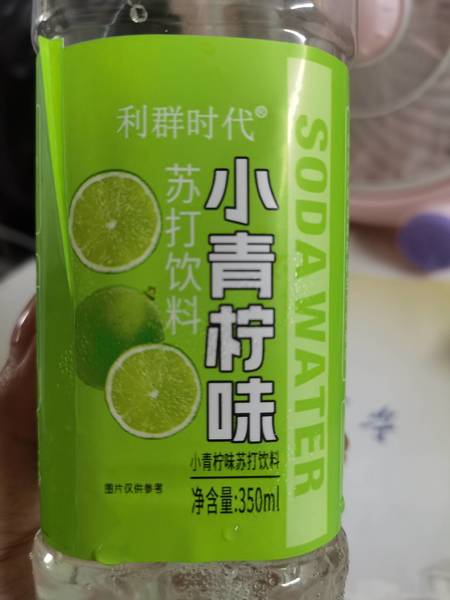 利群时代®
苏打饮料
小青柠味
SODA WATER
小青柠味苏打饮料
图片仅供参考
净含量:350ml